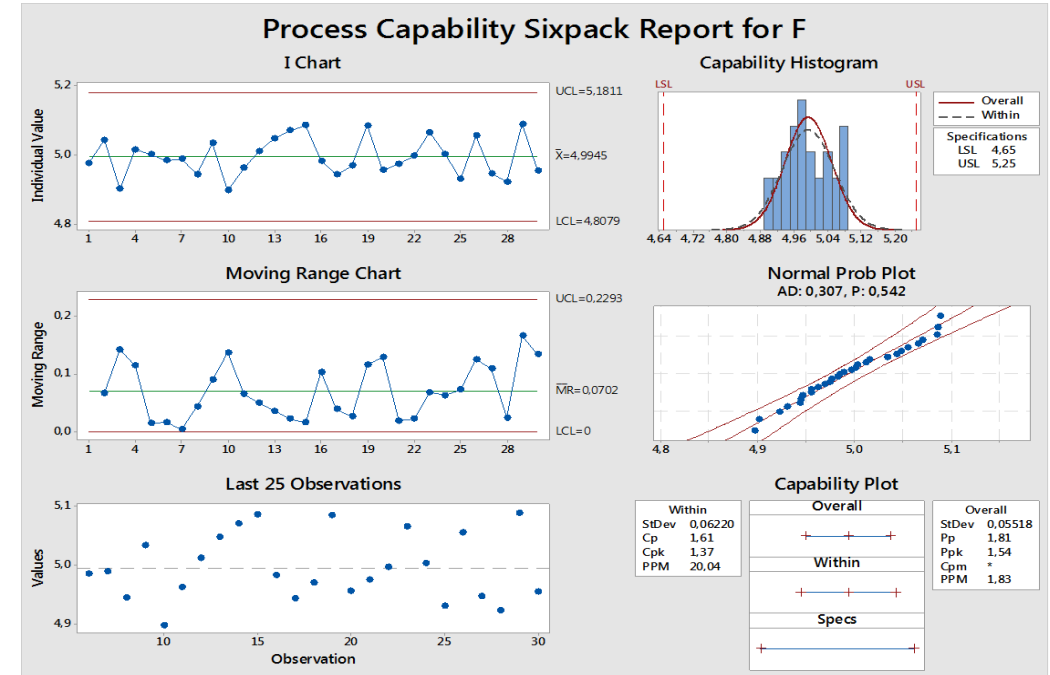 Process Capability Sixpack Report for F
I Chart
Individual Value
5,2
5,0
4,8
1 4 7 10 13 16 19 22 25 28
UCL=5,1811
X̿=4,9945
LCL=4,8079
Capability Histogram
LSL USL
4,64 4,72 4,80 4,88 4,96 5,04 5,12 5,20
Overall
Within
Specifications
LSL 4,65
USL 5,25
Moving Range Chart
Moving Range
0,2
0,1
0,0
1 4 7 10 13 16 19 22 25 28
UCL=0,2293
M̅R̅=0,0702
LCL=0
Normal Prob Plot
AD: 0,307, P: 0,542
4,8 4,9 5,0 5,1
Last 25 Observations
Values
5,1
5,0
4,9
10 15 20 25 30
Observation
Capability Plot
Within
StDev 0,06220
Cp 1,61
Cpk 1,37
PPM 20,04
Overall
Within
Specs
Overall
StDev 0,05518
Pp 1,81
Ppk 1,54
Cpm *
PPM 1,83